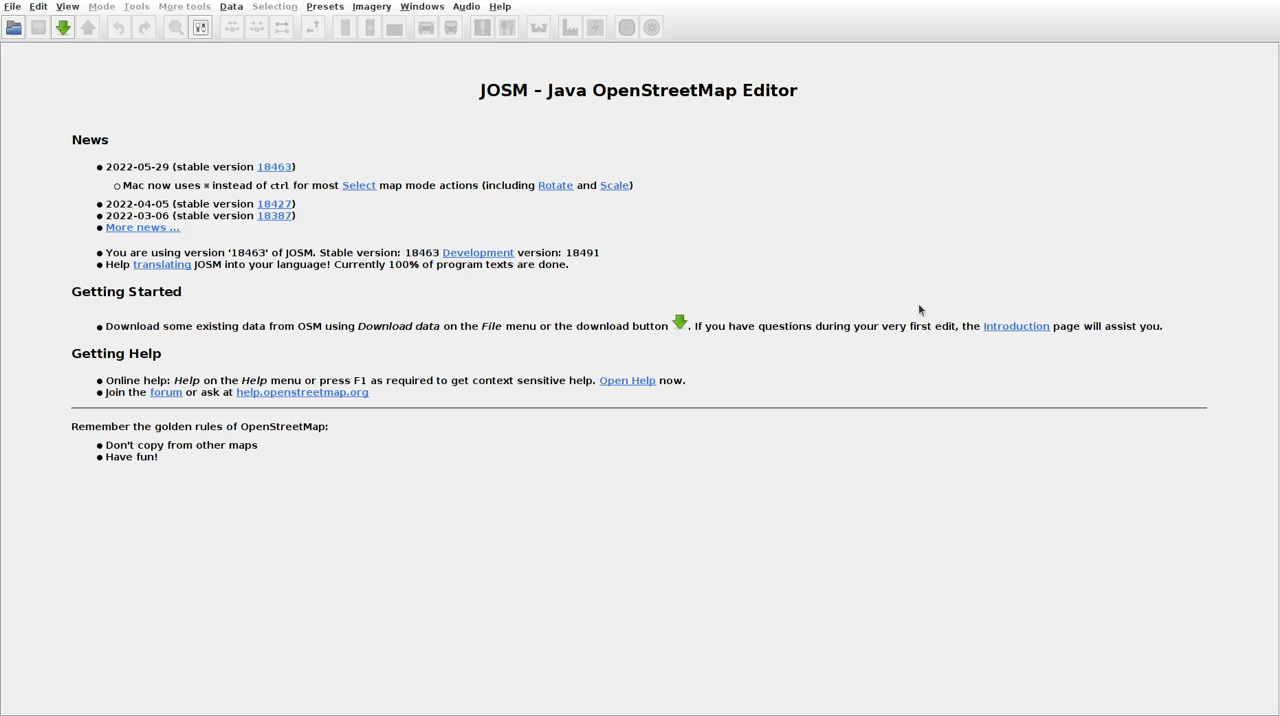 File Edit View Mode Tools More tools Data Selection Presets Imagery Windows Audio Help
JOSM – Java OpenStreetMap Editor
News
2022-05-29 (stable version 18463)
Mac now uses ⌘ instead of ctrl for most Select map mode actions (including Rotate and Scale)
2022-04-05 (stable version 18427)
2022-03-06 (stable version 18387)
More news ...
You are using version '18463' of JOSM. Stable version: 18463 Development version: 18491
Help translating JOSM into your language! Currently 100% of program texts are done.
Getting Started
Download some existing data from OSM using Download data on the File menu or the download button . If you have questions during your very first edit, the Introduction page will assist you.
Getting Help
Online help: Help on the Help menu or press F1 as required to get context sensitive help. Open Help now.
Join the forum or ask at help.openstreetmap.org
Remember the golden rules of OpenStreetMap:
Don't copy from other maps
Have fun!